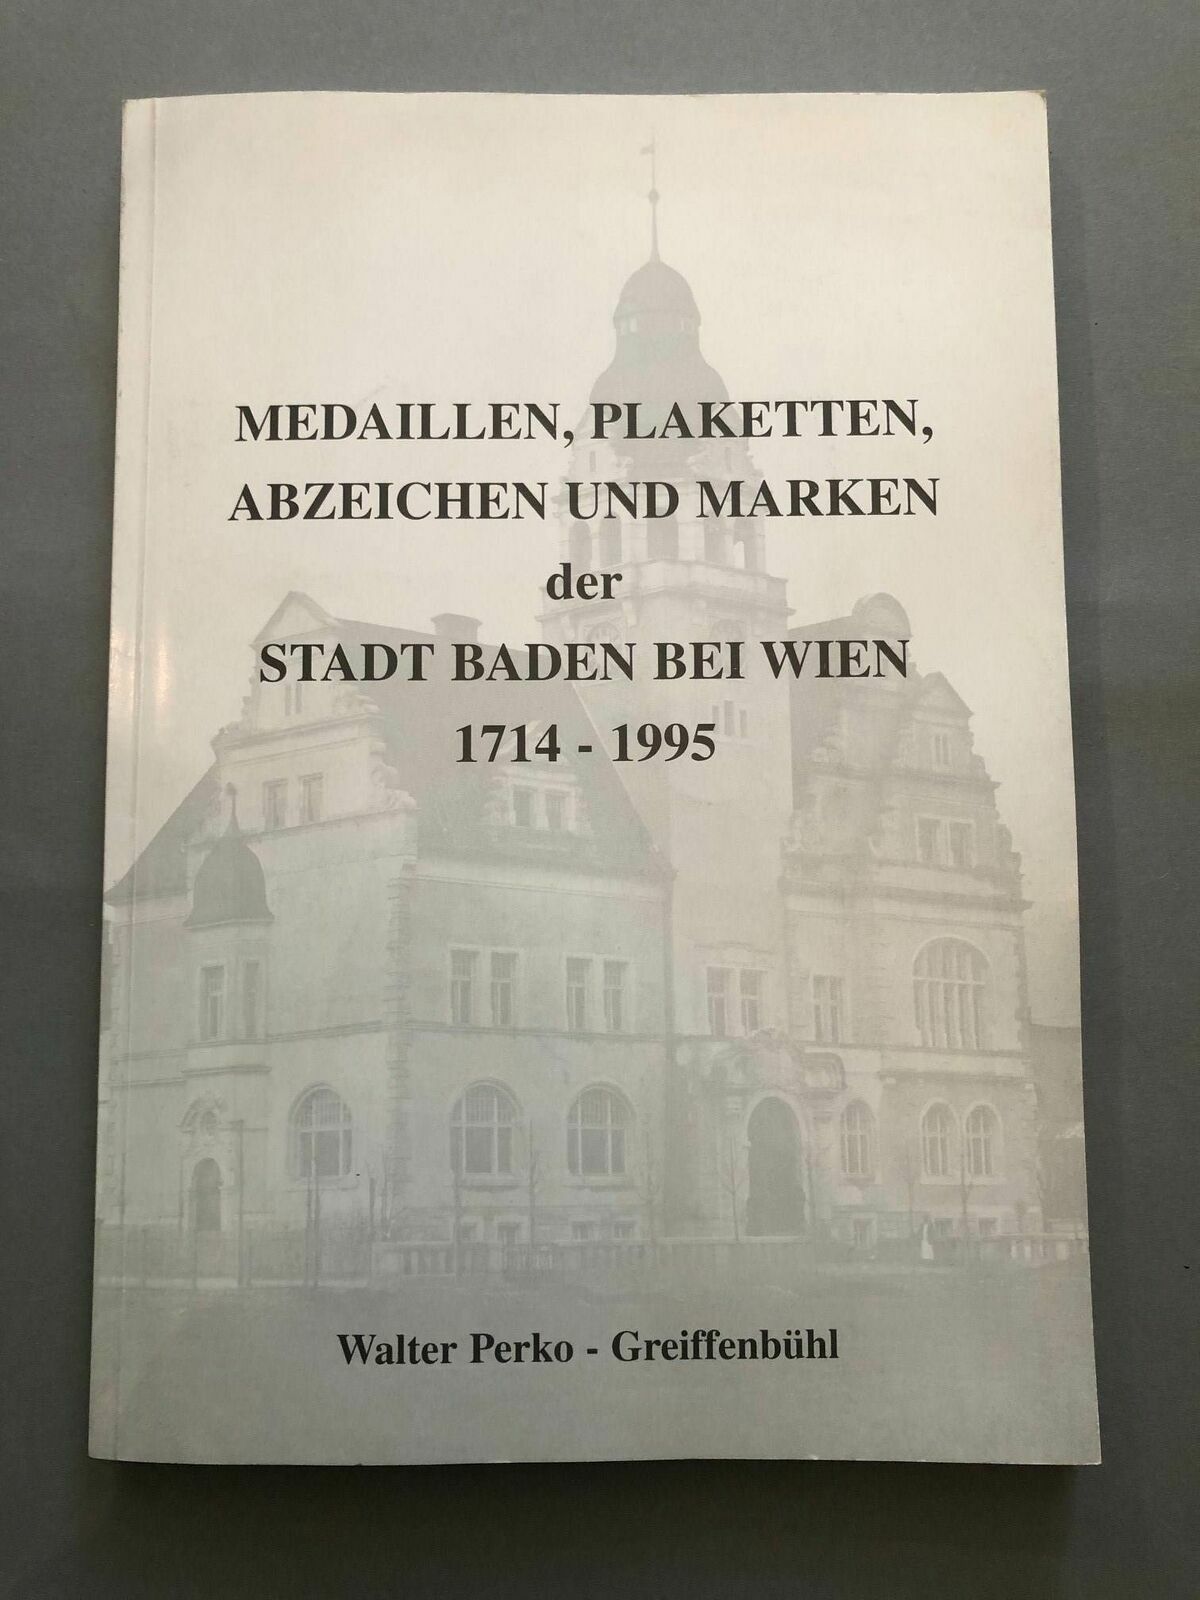 MEDAILLEN, PLAKETTEN,
ABZEICHEN UND MARKEN
der
STADT BADEN BEI WIEN
1714 - 1995
Walter Perko - Greiffenbühl